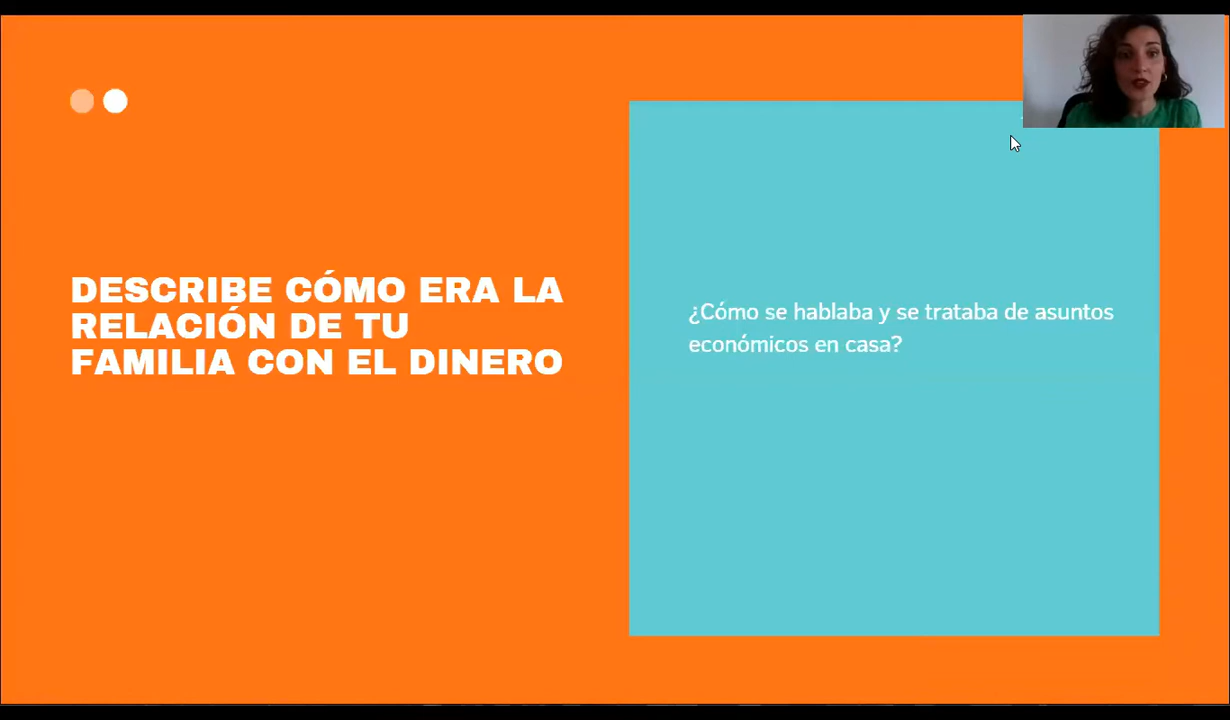 DESCRIBE CÓMO ERA LA
RELACIÓN DE TU
FAMILIA CON EL DINERO
¿Cómo se hablaba y se trataba de asuntos
económicos en casa?